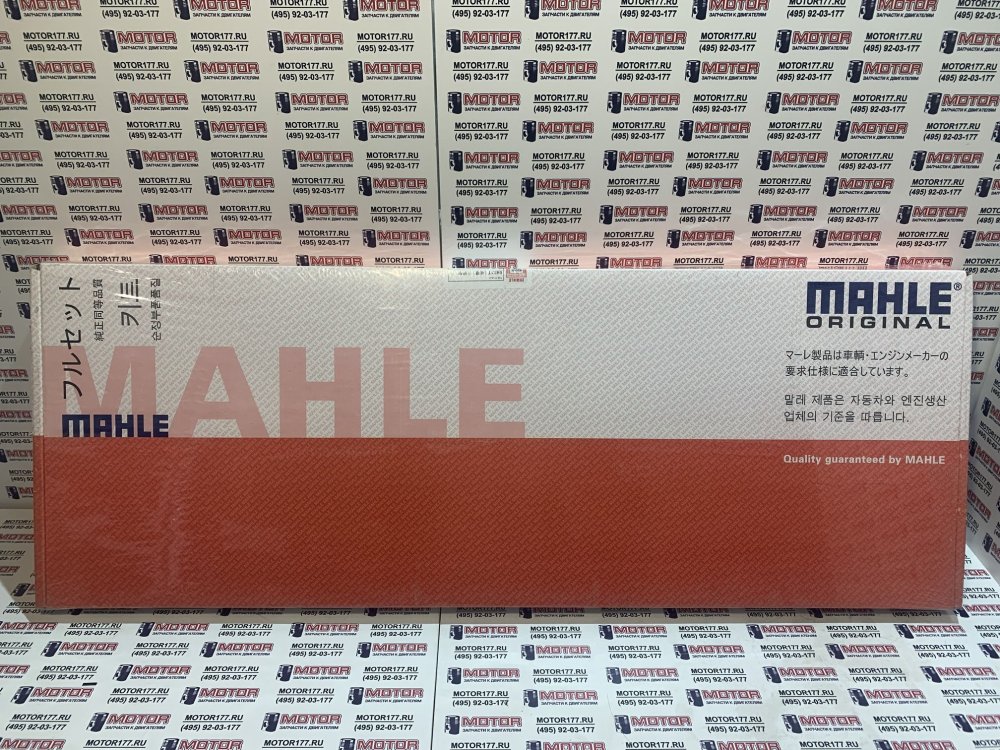 MAHLE®
ORIGINAL
マーレ製品は車輌・エンジンメーカーの
要求仕様に適合しています。
말레 제품은 자동차와 엔진생산
업체의 기준을 따릅니다.
Quality guaranteed by MAHLE
フルセット
純正同等品質
키트
순정부품품질
MAHLE
MAHLE
MOTOR177.RU
(495) 92-03-177
MOTOR
ЗАПЧАСТИ К ДВИГАТЕЛЯМ